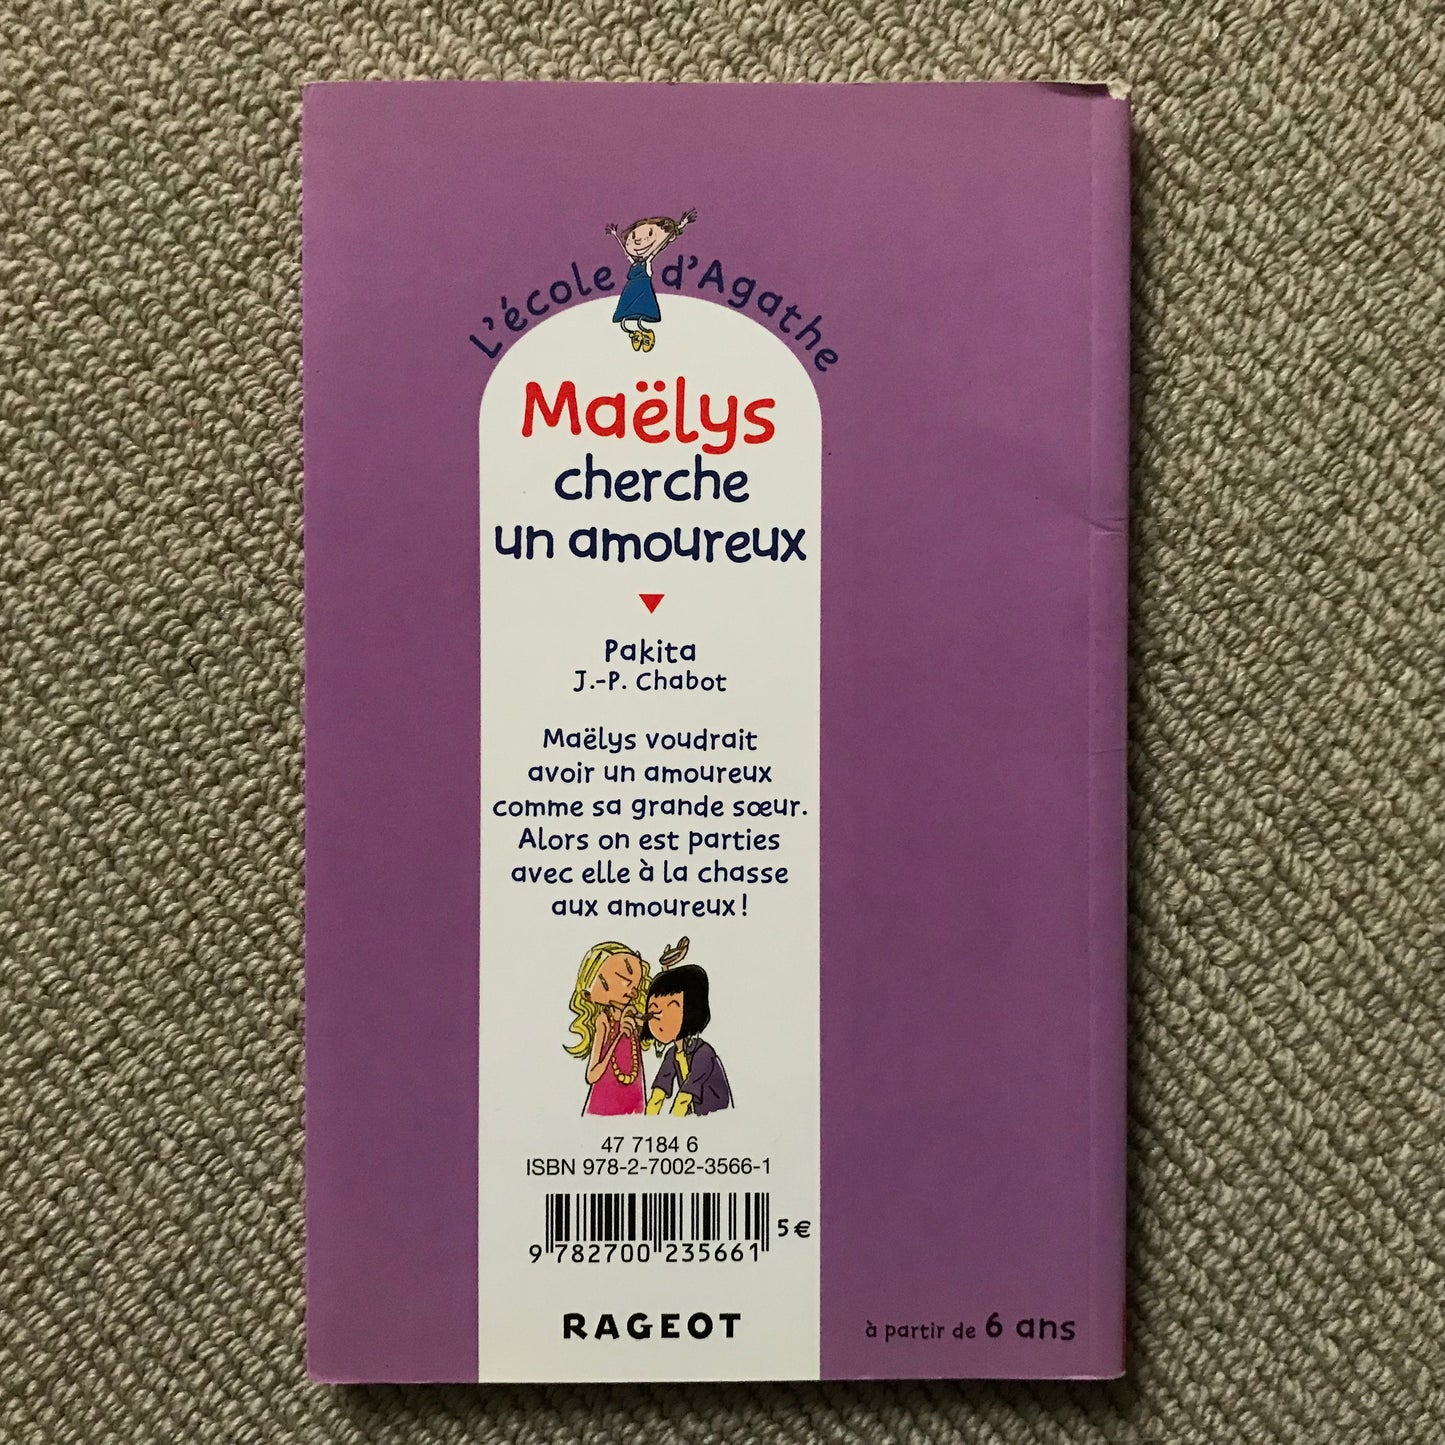 L'école d'Agathe
Maëlys
cherche
un amoureux
Pakita
J.-P. Chabot
Maëlys voudrait
avoir un amoureux
comme sa grande sœur.
Alors on est parties
avec elle à la chasse
aux amoureux !
47 7184 6
ISBN 978-2-7002-3566-1
5 €
9 782700 235661
RAGEOT
à partir de 6 ans